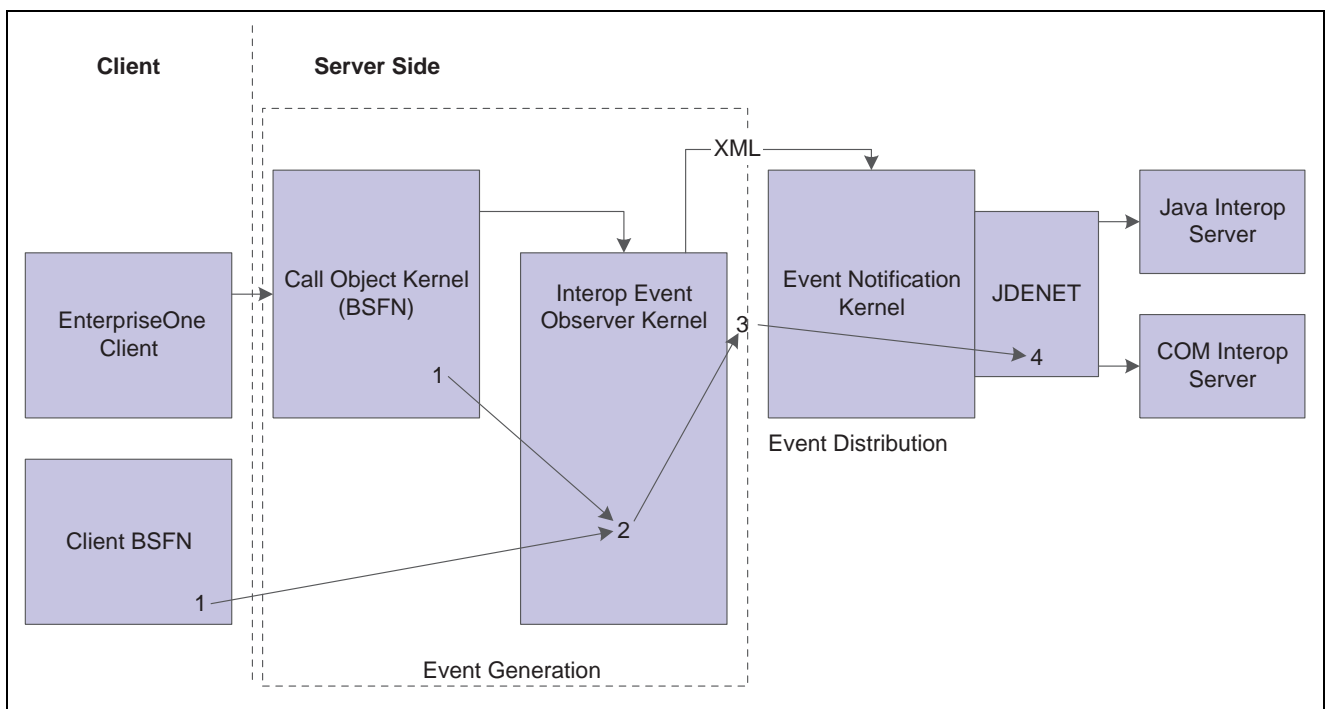 Client
Server Side
XML
Call Object Kernel
(BSFN)
Interop Event
Observer Kernel
Event Notification
Kernel
JDENET
Java Interop
Server
COM Interop
Server
EnterpriseOne
Client
1
3
4
Event Distribution
Client BSFN
2
1
Event Generation